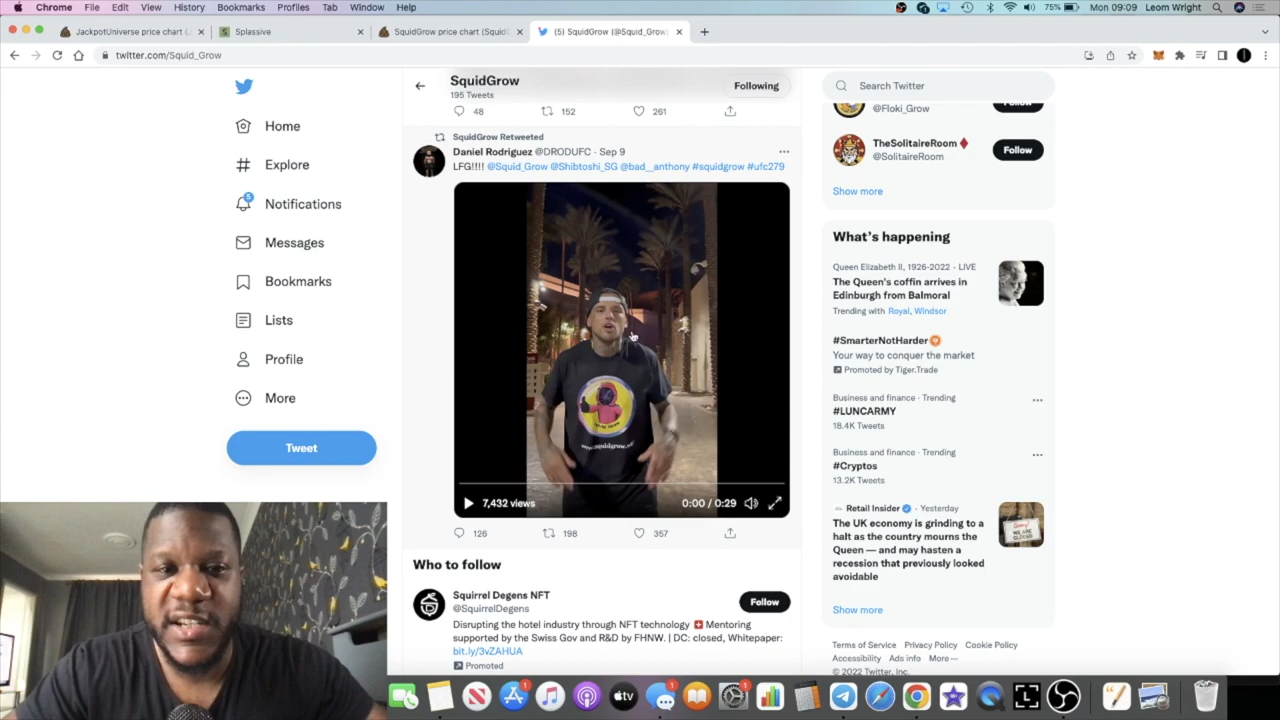 Chrome File Edit View History Bookmarks Profiles Tab Window Help 75% Mon 09:09 Leom Wright
JackpotUniverse price chart (J
Splassive
SquidGrow price chart (Squid
(5) SquidGrow (@Squid_Grow)
twitter.com/Squid_Grow
Home
Explore
5
Notifications
Messages
Bookmarks
Lists
Profile
More
Tweet
SquidGrow
195 Tweets
Following
48 152 261
SquidGrow Retweeted
Daniel Rodriguez @DRODUFC · Sep 9
LFG!!!! @Squid_Grow @Shibtoshi_SG @bad__anthony #squidgrow #ufc279
7,432 views 0:00 / 0:29
126 198 357
Who to follow
Squirrel Degens NFT
@SquirrelDegens
Follow
Disrupting the hotel industry through NFT technology Mentoring
supported by the Swiss Gov and R&D by FHNW. | DC: closed, Whitepaper:
bit.ly/3vZAHUA
Promoted
Search Twitter
@Floki_Grow
Follow
TheSolitaireRoom
@SolitaireRoom
Follow
Show more
What's happening
Queen Elizabeth II, 1926-2022 · LIVE
The Queen's coffin arrives in
Edinburgh from Balmoral
Trending with Royal, Windsor
#SmarterNotHarder
Your way to conquer the market
Promoted by Tiger.Trade
Business and finance · Trending
#LUNCARMY
18.4K Tweets
Business and finance · Trending
#Cryptos
13.2K Tweets
Retail Insider · Yesterday
The UK economy is grinding to a
halt as the country mourns the
Queen — and may hasten a
recession that previously looked
avoidable
Show more
Terms of Service Privacy Policy Cookie Policy
Accessibility Ads info More ···
© 2022 Twitter, Inc.